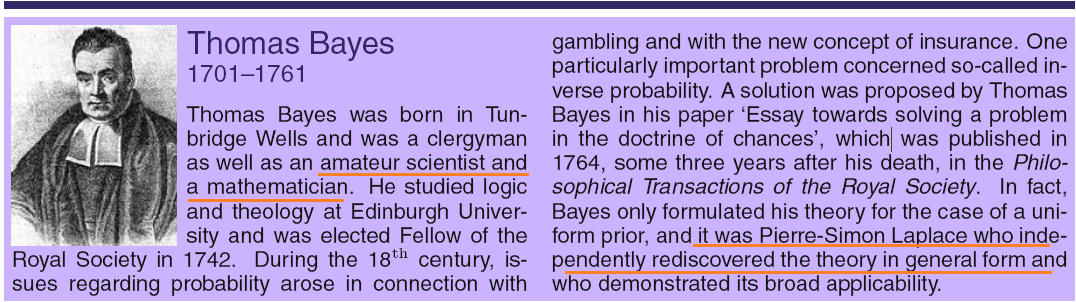 Thomas Bayes
1701–1761
Thomas Bayes was born in Tun-
bridge Wells and was a clergyman
as well as an amateur scientist and
a mathematician. He studied logic
and theology at Edinburgh Univer-
sity and was elected Fellow of the
Royal Society in 1742. During the 18th century, is-
sues regarding probability arose in connection with
gambling and with the new concept of insurance. One
particularly important problem concerned so-called in-
verse probability. A solution was proposed by Thomas
Bayes in his paper ‘Essay towards solving a problem
in the doctrine of chances’, which was published in
1764, some three years after his death, in the Philo-
sophical Transactions of the Royal Society. In fact,
Bayes only formulated his theory for the case of a uni-
form prior, and it was Pierre-Simon Laplace who inde-
pendently rediscovered the theory in general form and
who demonstrated its broad applicability.